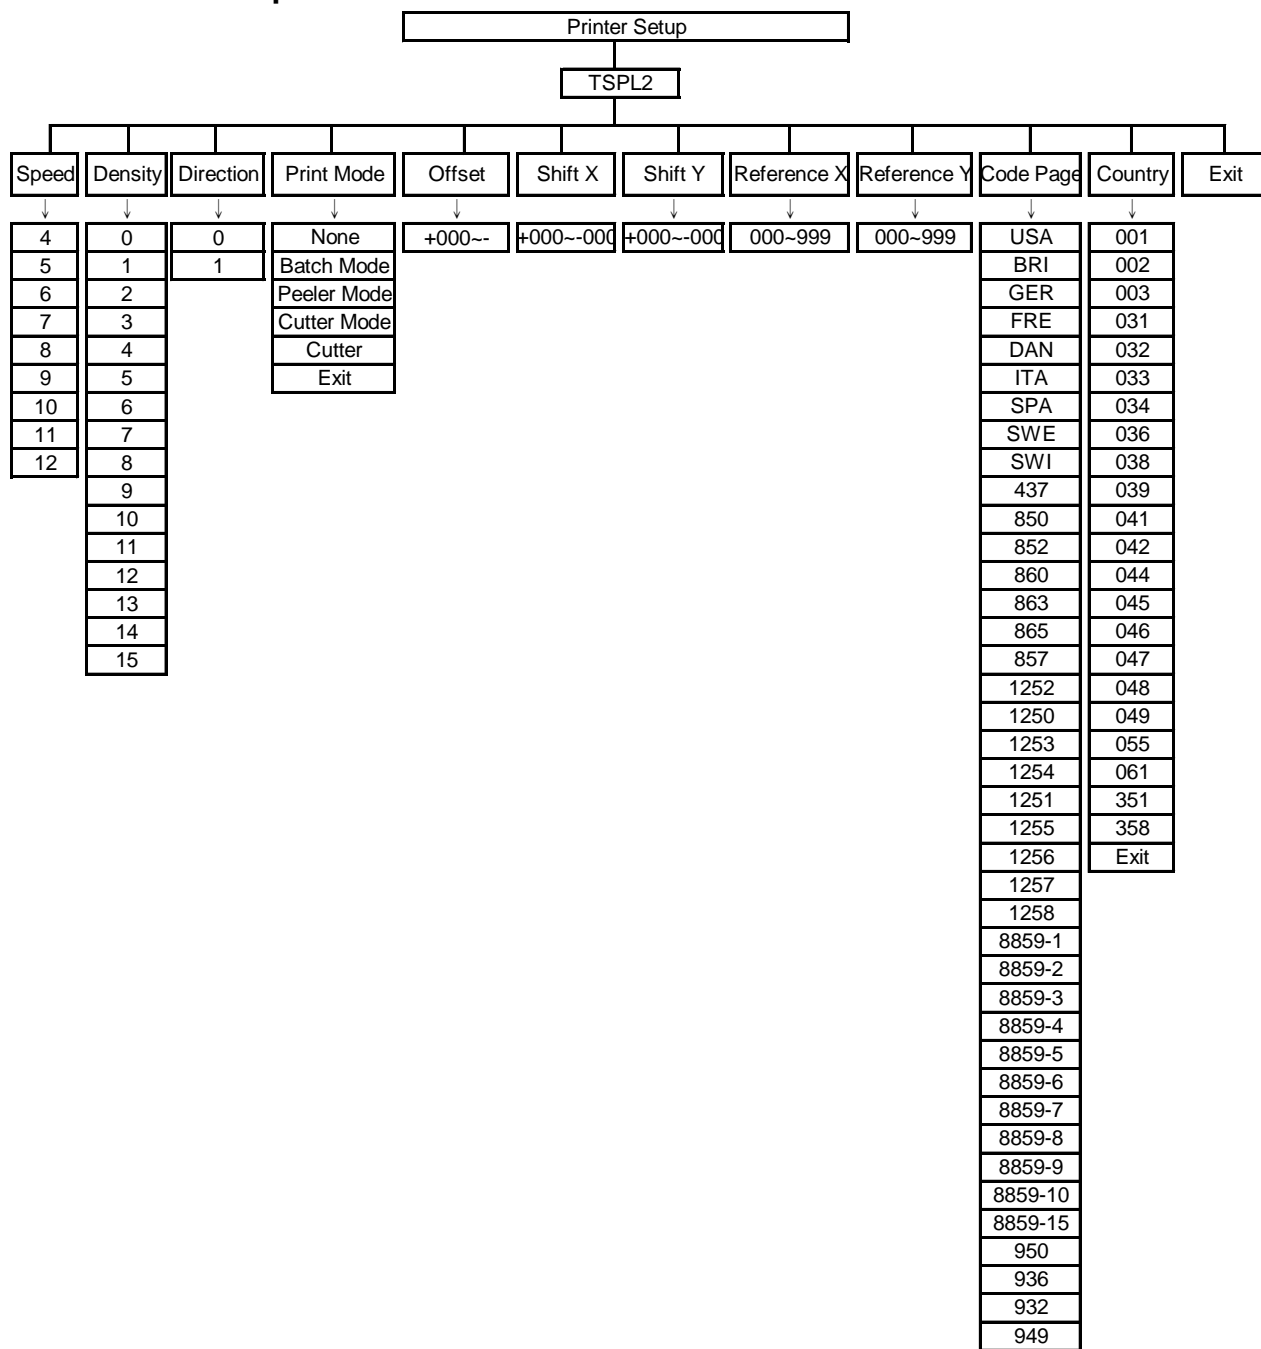 Printer Setup
TSPL2
Speed Density Direction Print Mode Offset Shift X Shift Y Reference X Reference Y Code Page Country Exit
↓ ↓ ↓ ↓ ↓ ↓ ↓ ↓ ↓ ↓
4 0 0 None +000~- +000~-000 +000~-000 000~999 000~999 USA 001
5 1 1 Batch Mode BRI 002
6 2 Peeler Mode GER 003
7 3 Cutter Mode FRE 031
8 4 Cutter DAN 032
9 5 Exit ITA 033
10 6 SPA 034
11 7 SWE 036
12 8 SWI 038
9 437 039
10 850 041
11 852 042
12 860 044
13 863 045
14 865 046
15 857 047
1252 048
1250 049
1253 055
1254 061
1251 351
1255 358
1256 Exit
1257
1258
8859-1
8859-2
8859-3
8859-4
8859-5
8859-6
8859-7
8859-8
8859-9
8859-10
8859-15
950
936
932
949